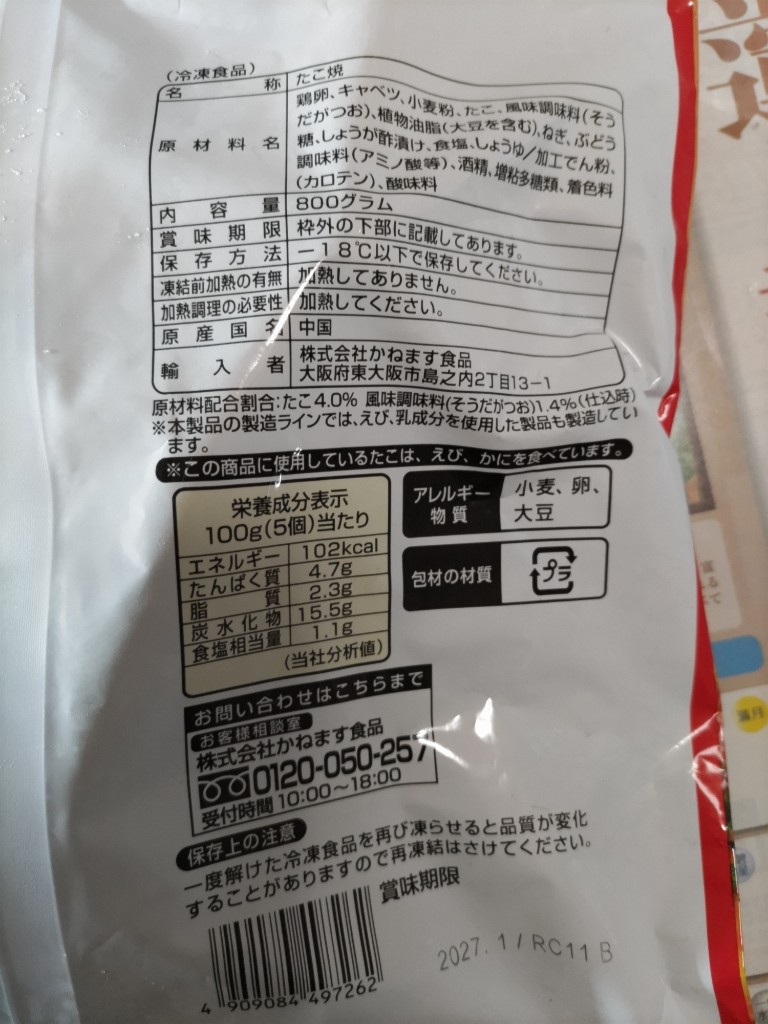 (冷凍食品)
名称 たこ焼
原材料名 鶏卵、キャベツ、小麦粉、たこ、風味調味料(そう
だがつお)、植物油脂(大豆を含む)、ねぎ、ぶどう
糖、しょうが酢漬け、食塩、しょうゆ/加工でん粉、
調味料(アミノ酸等)、酒精、増粘多糖類、着色料
(カロテン)、酸味料
内容量 800グラム
賞味期限 枠外の下部に記載してあります。
保存方法 −18℃以下で保存してください。
凍結前加熱の有無 加熱してありません。
加熱調理の必要性 加熱してください。
原産国名 中国
輸入者 株式会社かねます食品
大阪府東大阪市島之内2丁目13-1
原材料配合割合:たこ4.0% 風味調味料(そうだがつお)1.4%(仕込時)
※本製品の製造ラインでは、えび、乳成分を使用した製品も製造してい
ます。
※この商品に使用しているたこは、えび、かにを食べています。
栄養成分表示
100g(5個)当たり
エネルギー 102kcal
たんぱく質 4.7g
脂質 2.3g
炭水化物 15.5g
食塩相当量 1.1g
(当社分析値)
アレルギー物質 小麦、卵、
大豆
包材の材質 プラ
お問い合わせはこちらまで
お客様相談室
株式会社かねます食品
0120-050-257
受付時間 10:00〜18:00
保存上の注意
一度解けた冷凍食品を再び凍らせると品質が変化
することがありますので再凍結はさけてください。
賞味期限
2027. 1 / RC11 B
4 909084 497262
満月